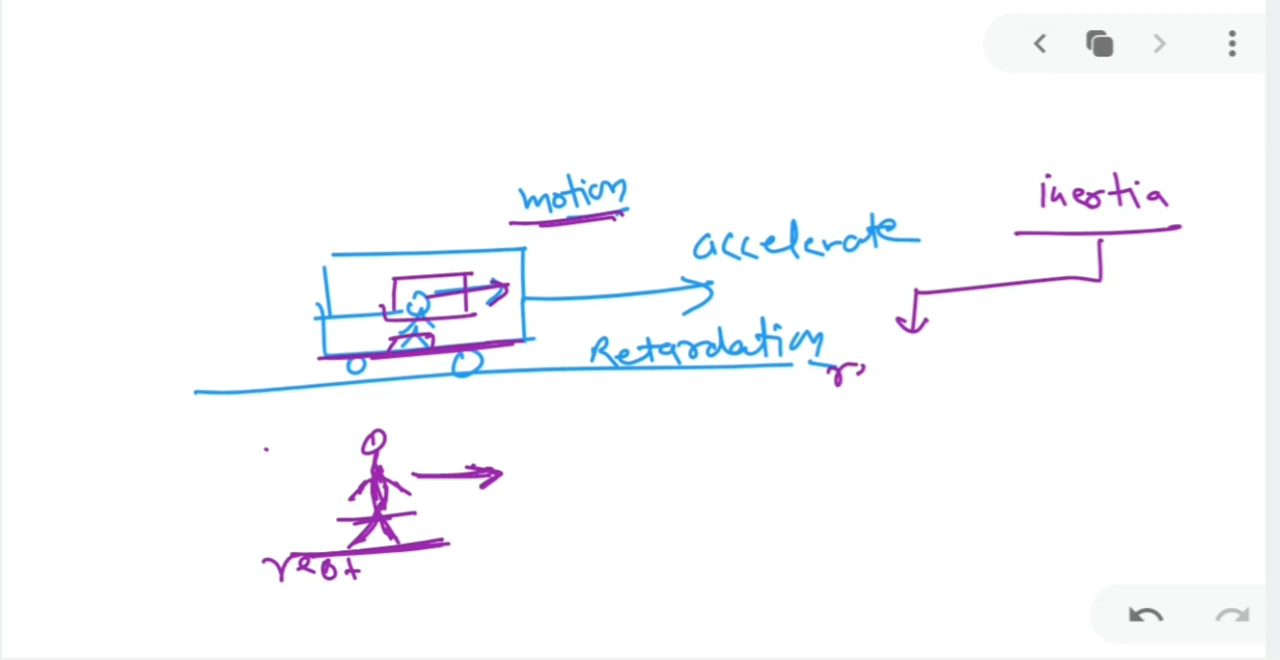 motion
inertia
accelerate
Retardation
r
rest